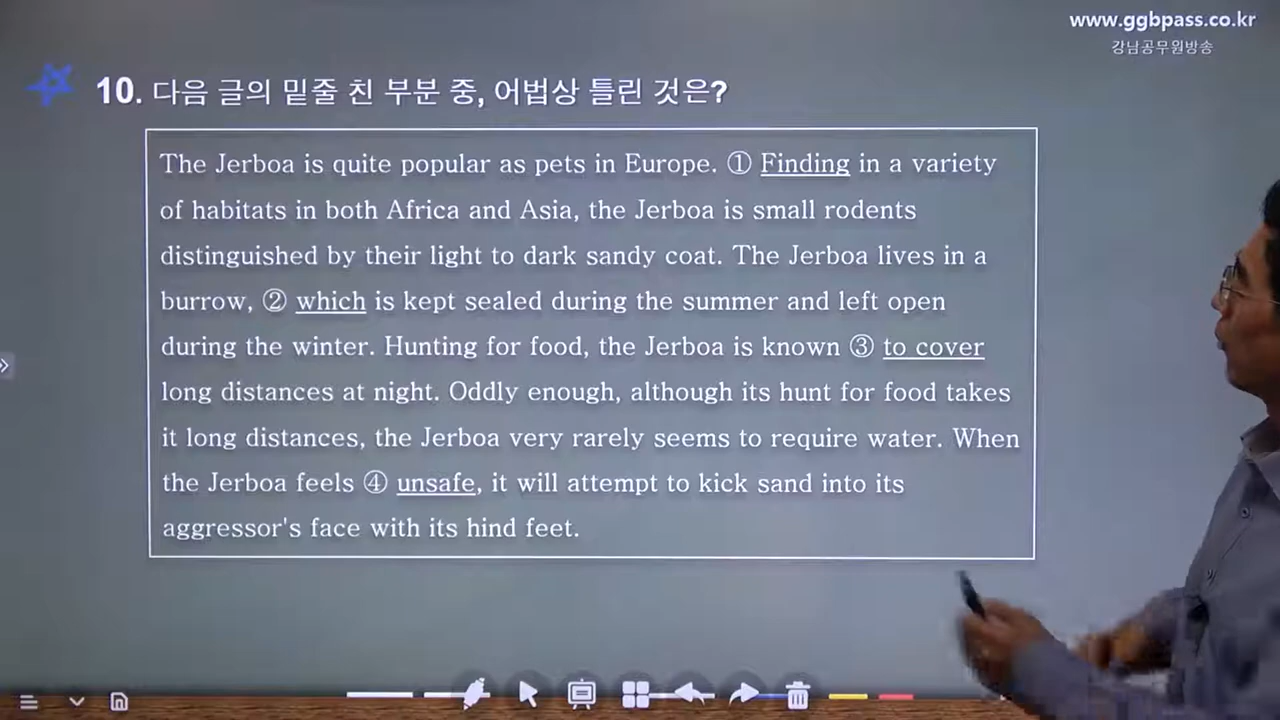 www.ggbpass.co.kr
강남공무원방송
10. 다음 글의 밑줄 친 부분 중, 어법상 틀린 것은?
The Jerboa is quite popular as pets in Europe. ① Finding in a variety
of habitats in both Africa and Asia, the Jerboa is small rodents
distinguished by their light to dark sandy coat. The Jerboa lives in a
burrow, ② which is kept sealed during the summer and left open
during the winter. Hunting for food, the Jerboa is known ③ to cover
long distances at night. Oddly enough, although its hunt for food takes
it long distances, the Jerboa very rarely seems to require water. When
the Jerboa feels ④ unsafe, it will attempt to kick sand into its
aggressor's face with its hind feet.